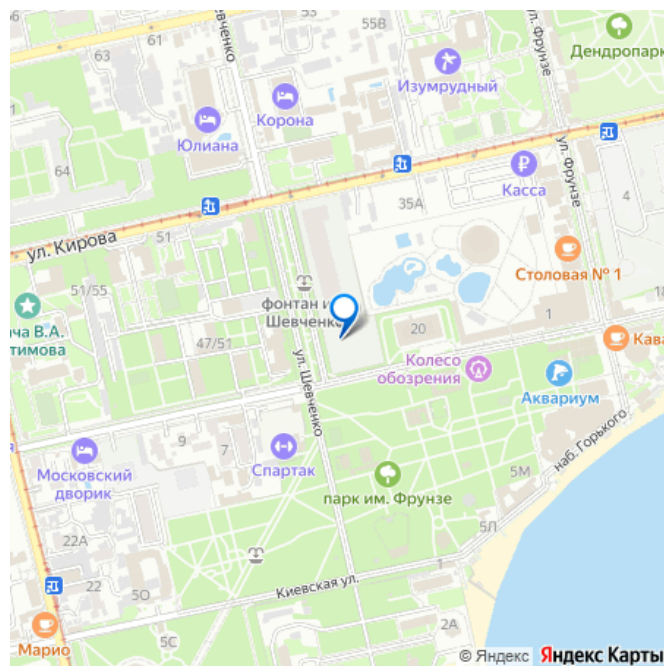 63
61
53
55В
ул. Фрунзе
Дендропарк
Изумрудный
Корона
Юлиана
64
ул. Фрунзе
Касса
4
35А
ул. Кирова
51
Столовая № 1
51/55
фонтан и
Шевченко
1
20
47/51
ул. Шевченко
Колесо
обозрения
Аквариум
наб. Горького
9
7
Спартак
5М
Московский
дворик
парк им. Фрунзе
22А
5Л
22
5О
Киевская ул.
1
2А
Марио
5С
© Яндекс Яндекс Карты